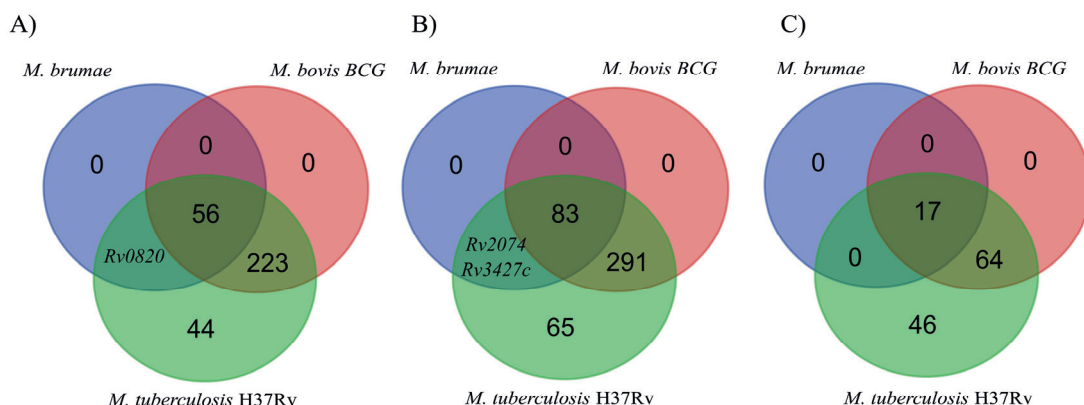 A)
B)
C)
M. brumae
M. bovis BCG
M. brumae
M. bovis BCG
M. brumae
M. bovis BCG
0
0
0
56
Rv0820
223
44
0
0
0
83
Rv2074
Rv3427c
291
65
0
0
0
17
0
64
46
M. tuberculosis H37Rv
M. tuberculosis H37Rv
M. tuberculosis H37Rv